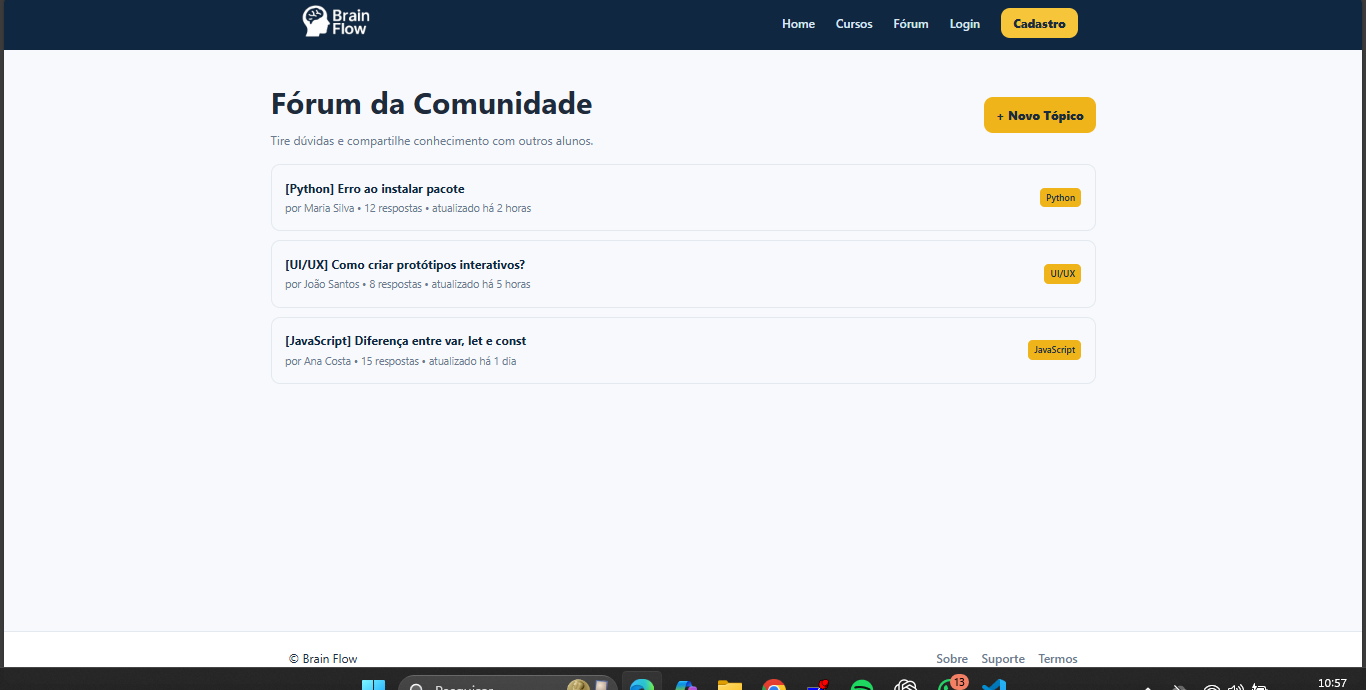 Brain
Flow
Home Cursos Fórum Login Cadastro
Fórum da Comunidade
+ Novo Tópico
Tire dúvidas e compartilhe conhecimento com outros alunos.
[Python] Erro ao instalar pacote
por Maria Silva • 12 respostas • atualizado há 2 horas
Python
[UI/UX] Como criar protótipos interativos?
por João Santos • 8 respostas • atualizado há 5 horas
UI/UX
[JavaScript] Diferença entre var, let e const
por Ana Costa • 15 respostas • atualizado há 1 dia
JavaScript
© Brain Flow
Sobre Suporte Termos
Pesquisar
13
10:57